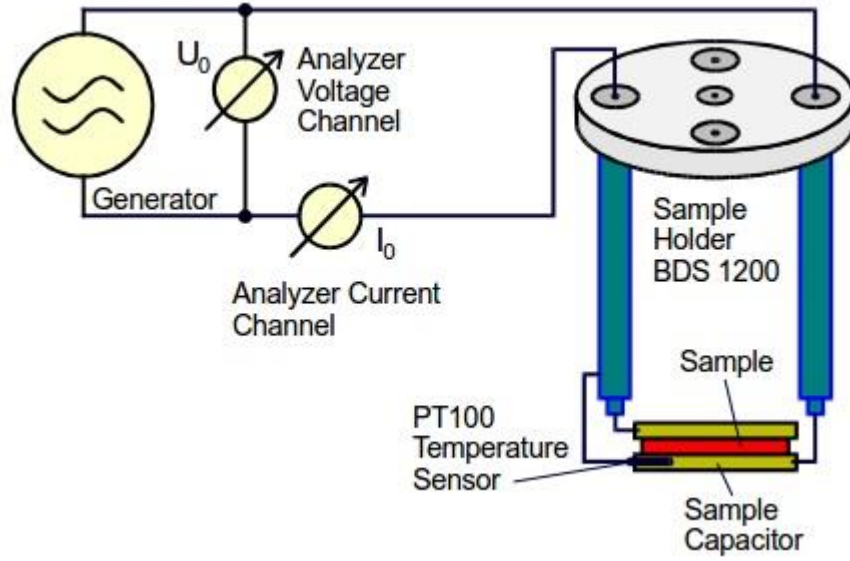 U₀
Analyzer
Voltage
Channel
Generator
I₀
Analyzer Current
Channel
Sample
Holder
BDS 1200
Sample
PT100
Temperature
Sensor
Sample
Capacitor